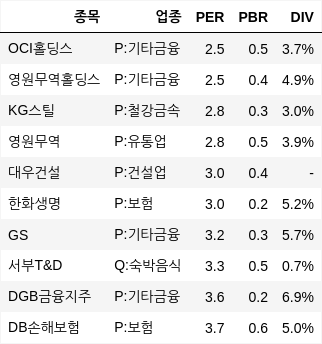 종목 업종 PER PBR DIV
OCI홀딩스 P:기타금융 2.5 0.5 3.7%
영원무역홀딩스 P:기타금융 2.5 0.4 4.9%
KG스틸 P:철강금속 2.8 0.3 3.0%
영원무역 P:유통업 2.8 0.5 3.9%
대우건설 P:건설업 3.0 0.4 -
한화생명 P:보험 3.0 0.2 5.2%
GS P:기타금융 3.2 0.3 5.7%
서부T&D Q:숙박음식 3.3 0.5 0.7%
DGB금융지주 P:기타금융 3.6 0.2 6.9%
DB손해보험 P:보험 3.7 0.6 5.0%